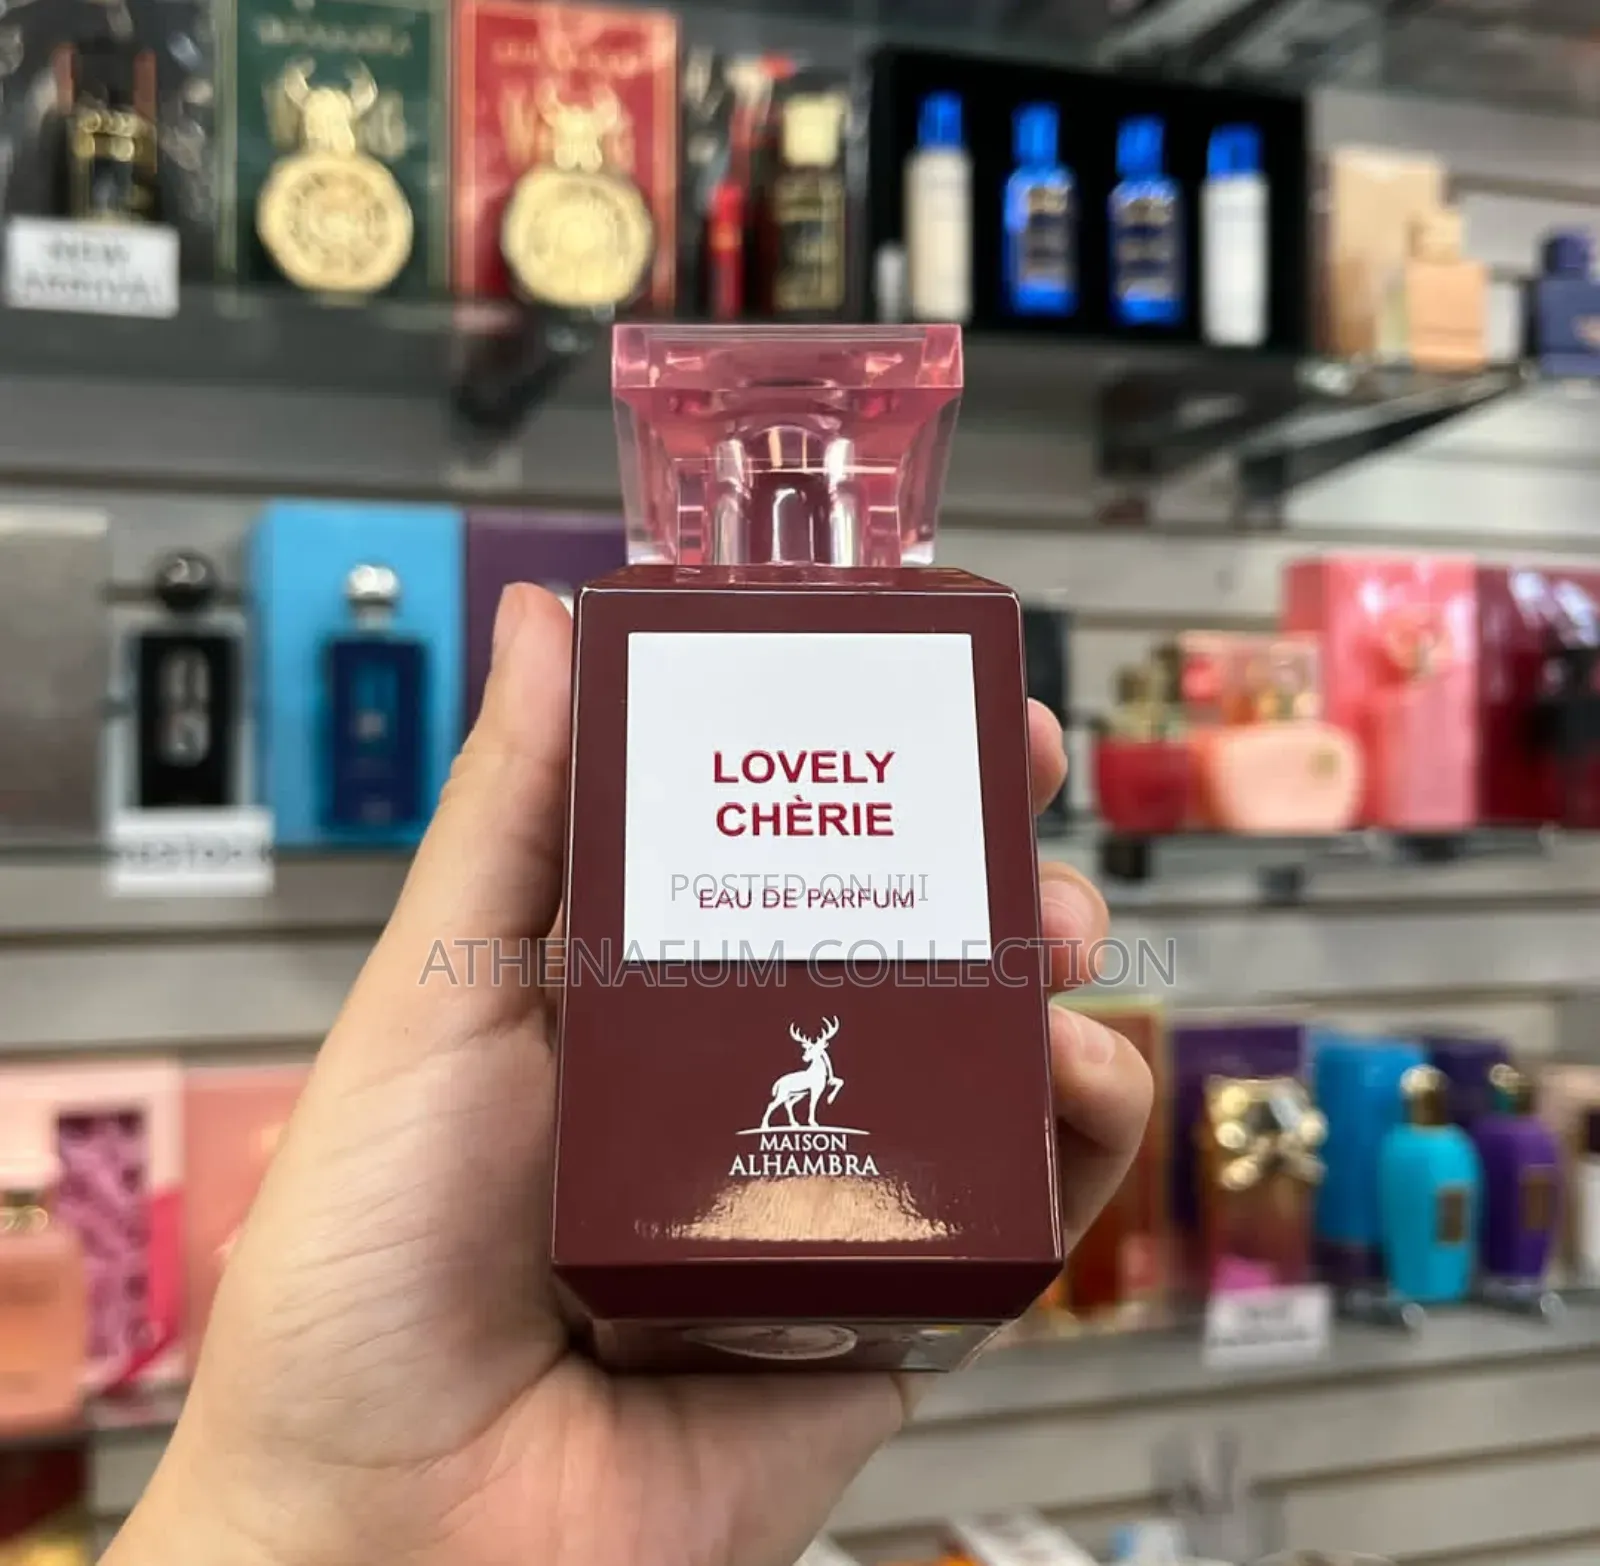 LOVELY
CHÈRIE
EAU DE PARFUM
POSTED ON JIJI
ATHENAEUM COLLECTION
MAISON
ALHAMBRA